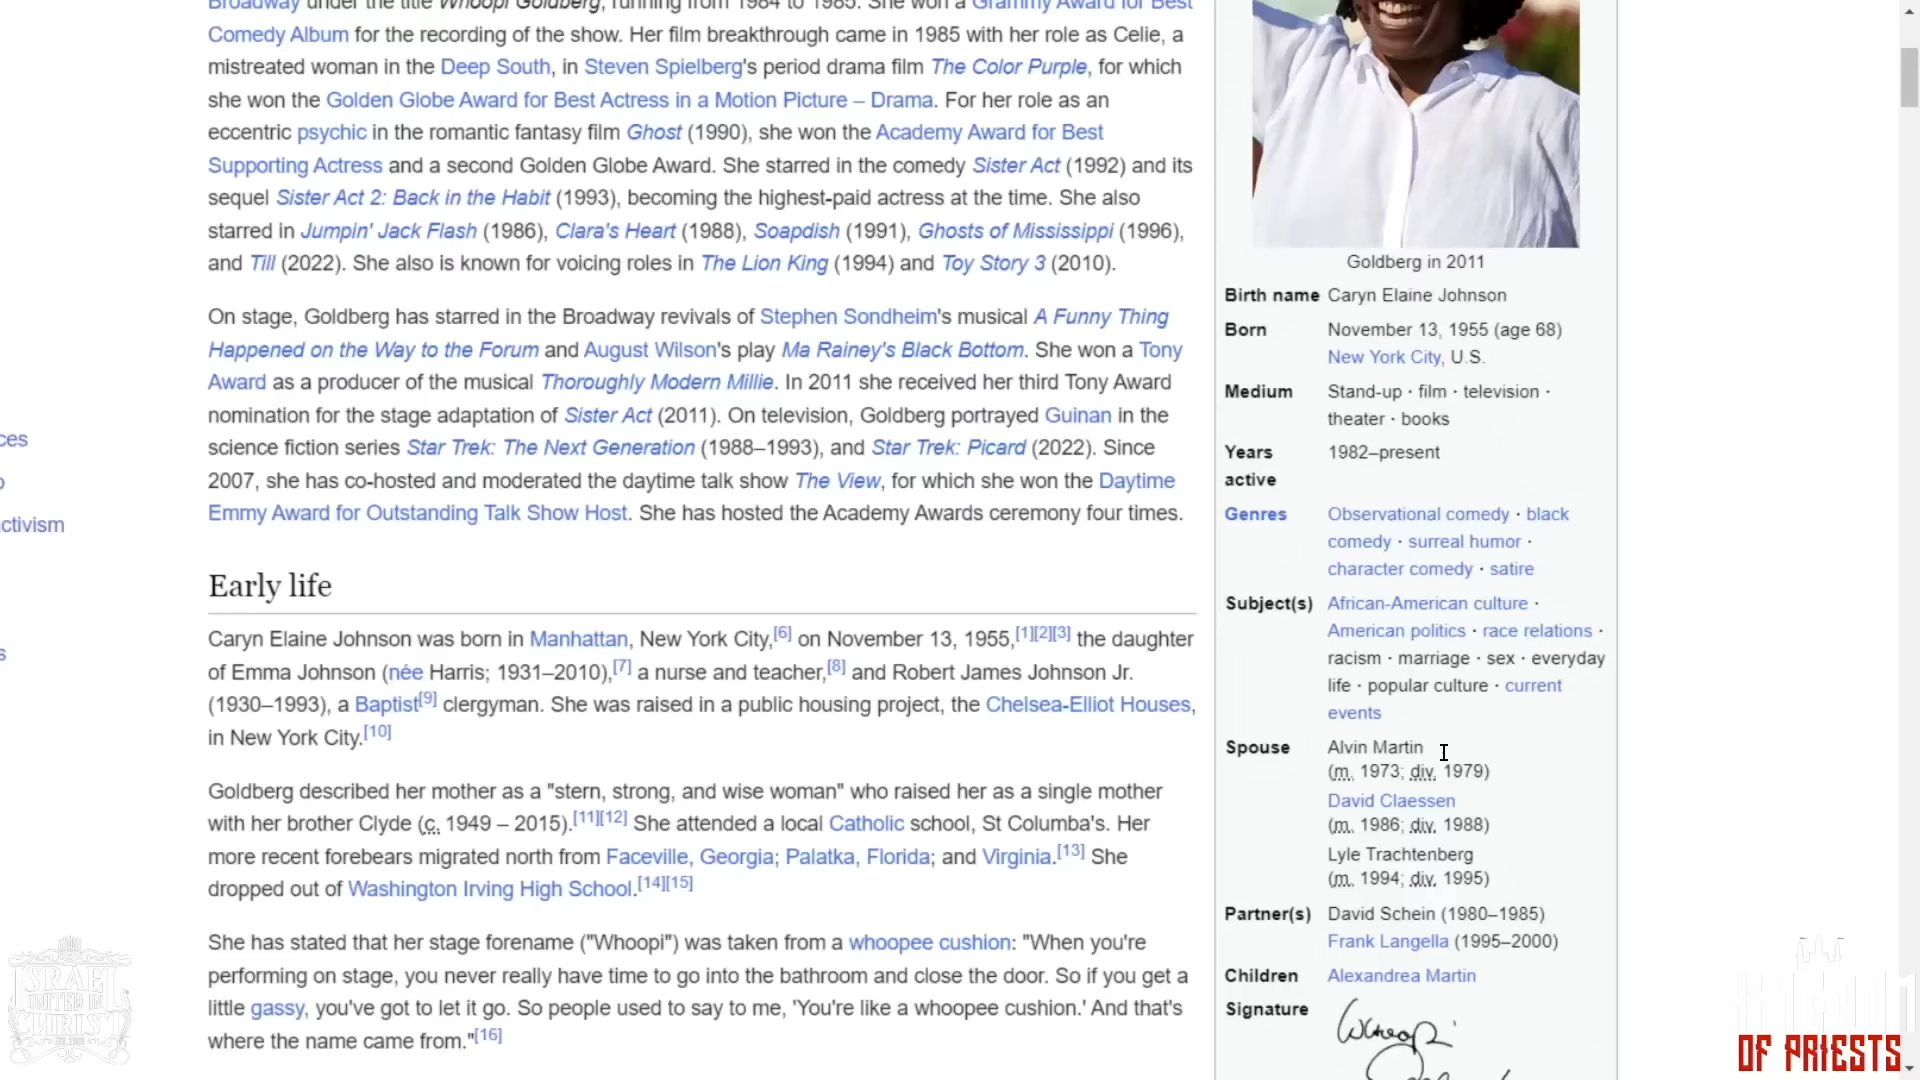 Broadway under the title Whoopi Goldberg, running from 1984 to 1985. She won a Grammy Award for Best
Comedy Album for the recording of the show. Her film breakthrough came in 1985 with her role as Celie, a
mistreated woman in the Deep South, in Steven Spielberg's period drama film The Color Purple, for which
she won the Golden Globe Award for Best Actress in a Motion Picture – Drama. For her role as an
eccentric psychic in the romantic fantasy film Ghost (1990), she won the Academy Award for Best
Supporting Actress and a second Golden Globe Award. She starred in the comedy Sister Act (1992) and its
sequel Sister Act 2: Back in the Habit (1993), becoming the highest-paid actress at the time. She also
starred in Jumpin' Jack Flash (1986), Clara's Heart (1988), Soapdish (1991), Ghosts of Mississippi (1996),
and Till (2022). She also is known for voicing roles in The Lion King (1994) and Toy Story 3 (2010).
On stage, Goldberg has starred in the Broadway revivals of Stephen Sondheim's musical A Funny Thing
Happened on the Way to the Forum and August Wilson's play Ma Rainey's Black Bottom. She won a Tony
Award as a producer of the musical Thoroughly Modern Millie. In 2011 she received her third Tony Award
nomination for the stage adaptation of Sister Act (2011). On television, Goldberg portrayed Guinan in the
science fiction series Star Trek: The Next Generation (1988–1993), and Star Trek: Picard (2022). Since
2007, she has co-hosted and moderated the daytime talk show The View, for which she won the Daytime
Emmy Award for Outstanding Talk Show Host. She has hosted the Academy Awards ceremony four times.
Early life
Caryn Elaine Johnson was born in Manhattan, New York City,[6] on November 13, 1955,[1][2][3] the daughter
of Emma Johnson (née Harris; 1931–2010),[7] a nurse and teacher,[8] and Robert James Johnson Jr.
(1930–1993), a Baptist[9] clergyman. She was raised in a public housing project, the Chelsea-Elliot Houses,
in New York City.[10]
Goldberg described her mother as a "stern, strong, and wise woman" who raised her as a single mother
with her brother Clyde (c. 1949 – 2015).[11][12] She attended a local Catholic school, St Columba's. Her
more recent forebears migrated north from Faceville, Georgia; Palatka, Florida; and Virginia.[13] She
dropped out of Washington Irving High School.[14][15]
She has stated that her stage forename ("Whoopi") was taken from a whoopee cushion: "When you're
performing on stage, you never really have time to go into the bathroom and close the door. So if you get a
little gassy, you've got to let it go. So people used to say to me, 'You're like a whoopee cushion.' And that's
where the name came from."[16]
Goldberg in 2011
Birth name Caryn Elaine Johnson
Born November 13, 1955 (age 68)
New York City, U.S.
Medium Stand-up · film · television ·
theater · books
Years active 1982–present
Genres Observational comedy · black
comedy · surreal humor ·
character comedy · satire
Subject(s) African-American culture ·
American politics · race relations ·
racism · marriage · sex · everyday
life · popular culture · current
events
Spouse Alvin Martin
(m. 1973; div. 1979)
David Claessen
(m. 1986; div. 1988)
Lyle Trachtenberg
(m. 1994; div. 1995)
Partner(s) David Schein (1980–1985)
Frank Langella (1995–2000)
Children Alexandrea Martin
Signature
Whoopi
ces
ctivism
s
ISRAEL
UNITED IN
CHRIST
OF PRIESTS